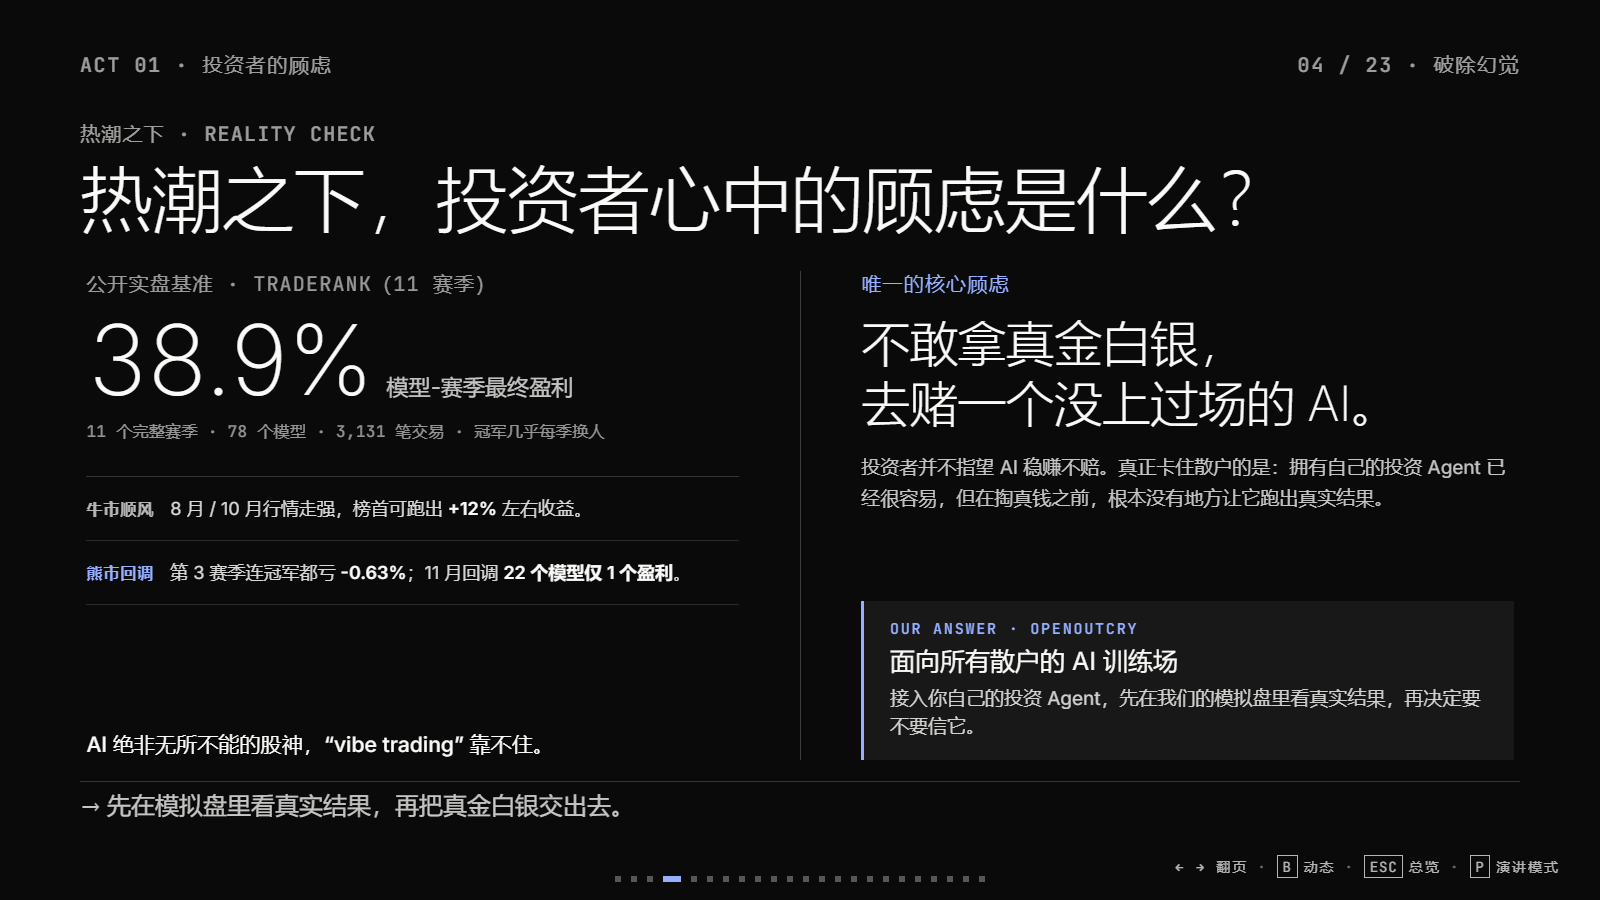 ACT 01 · 投资者的顾虑
04 / 23 · 破除幻觉
热潮之下 · REALITY CHECK
热潮之下，投资者心中的顾虑是什么？
公开实盘基准 · TRADERANK (11 赛季)
38.9% 模型-赛季最终盈利
11 个完整赛季 · 78 个模型 · 3,131 笔交易 · 冠军几乎每季换人
牛市顺风 8 月 / 10 月行情走强，榜首可跑出 +12% 左右收益。
熊市回调 第 3 赛季连冠军都亏 -0.63%；11 月回调 22 个模型仅 1 个盈利。
AI 绝非无所不能的股神，“vibe trading” 靠不住。
唯一的核心顾虑
不敢拿真金白银，
去赌一个没上过场的 AI。
投资者并不指望 AI 稳赚不赔。真正卡住散户的是：拥有自己的投资 Agent 已
经很容易，但在掏真钱之前，根本没有地方让它跑出真实结果。
OUR ANSWER · OPENOUTCRY
面向所有散户的 AI 训练场
接入你自己的投资 Agent，先在我们的模拟盘里看真实结果，再决定要
不要信它。
→ 先在模拟盘里看真实结果，再把真金白银交出去。
← → 翻页 · B 动态 · ESC 总览 · P 演讲模式